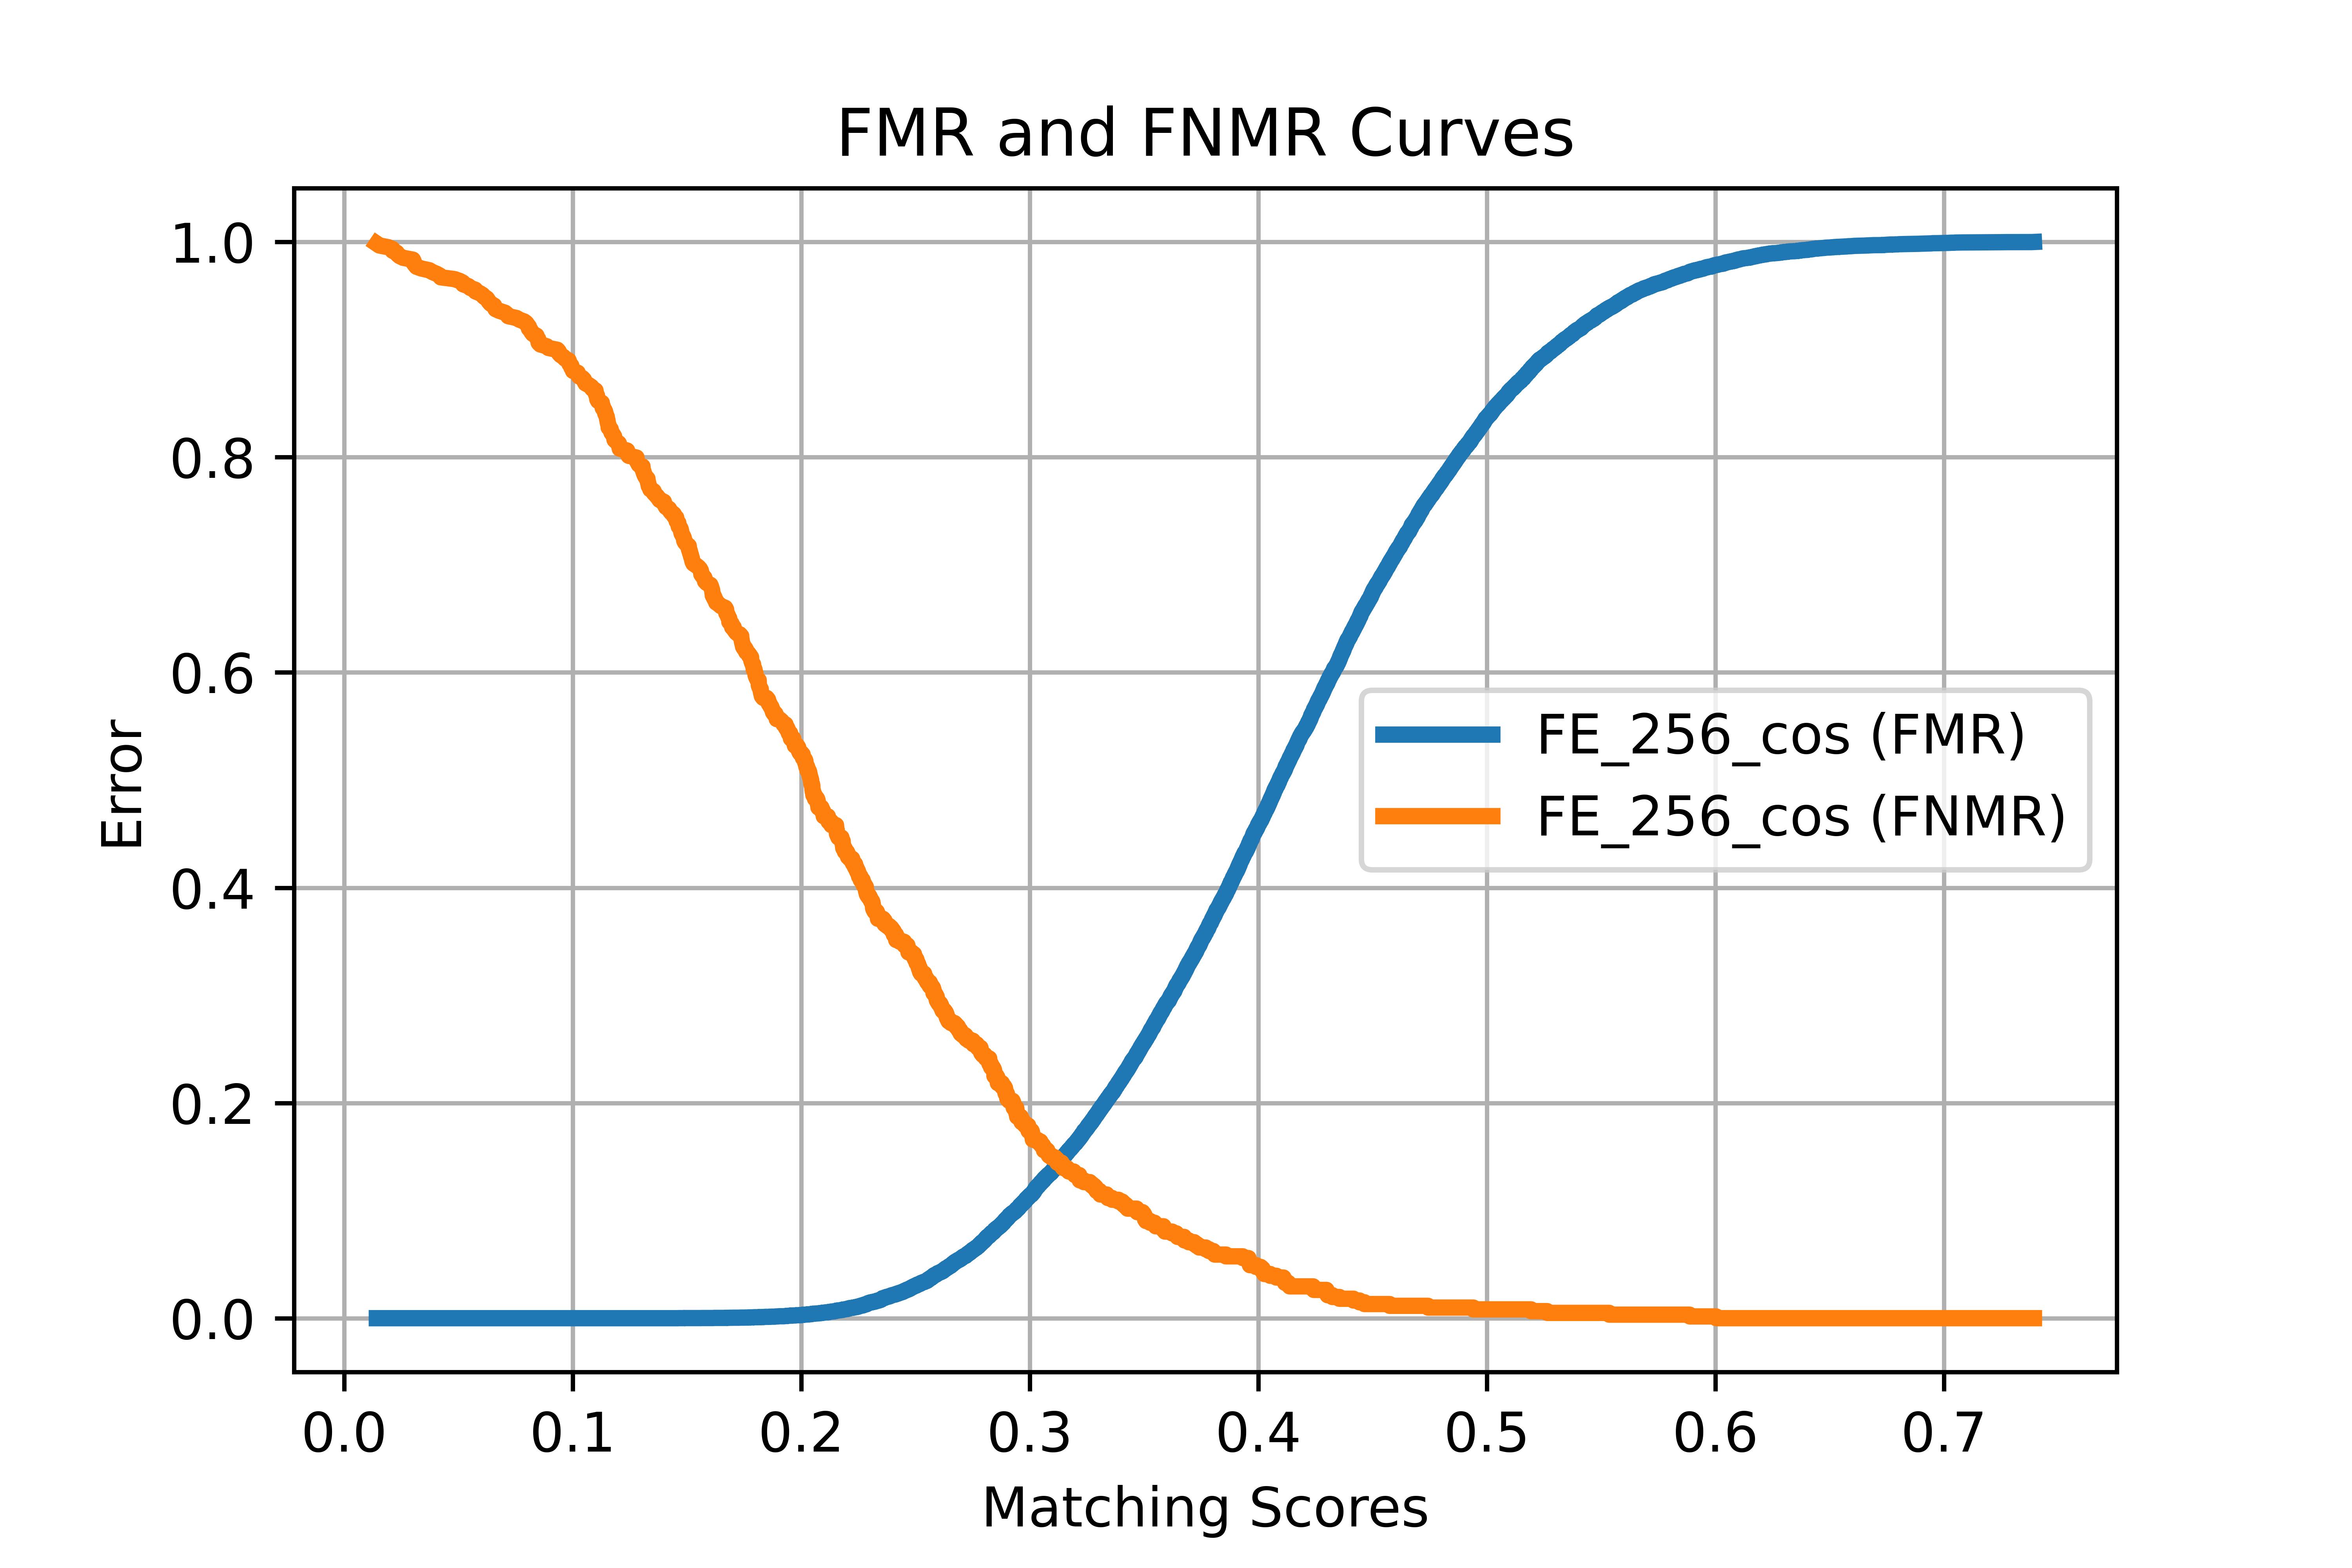 FMR and FNMR Curves
1.0
0.8
0.6
0.4
0.2
0.0
Error
FE_256_cos (FMR)
FE_256_cos (FNMR)
0.0 0.1 0.2 0.3 0.4 0.5 0.6 0.7
Matching Scores